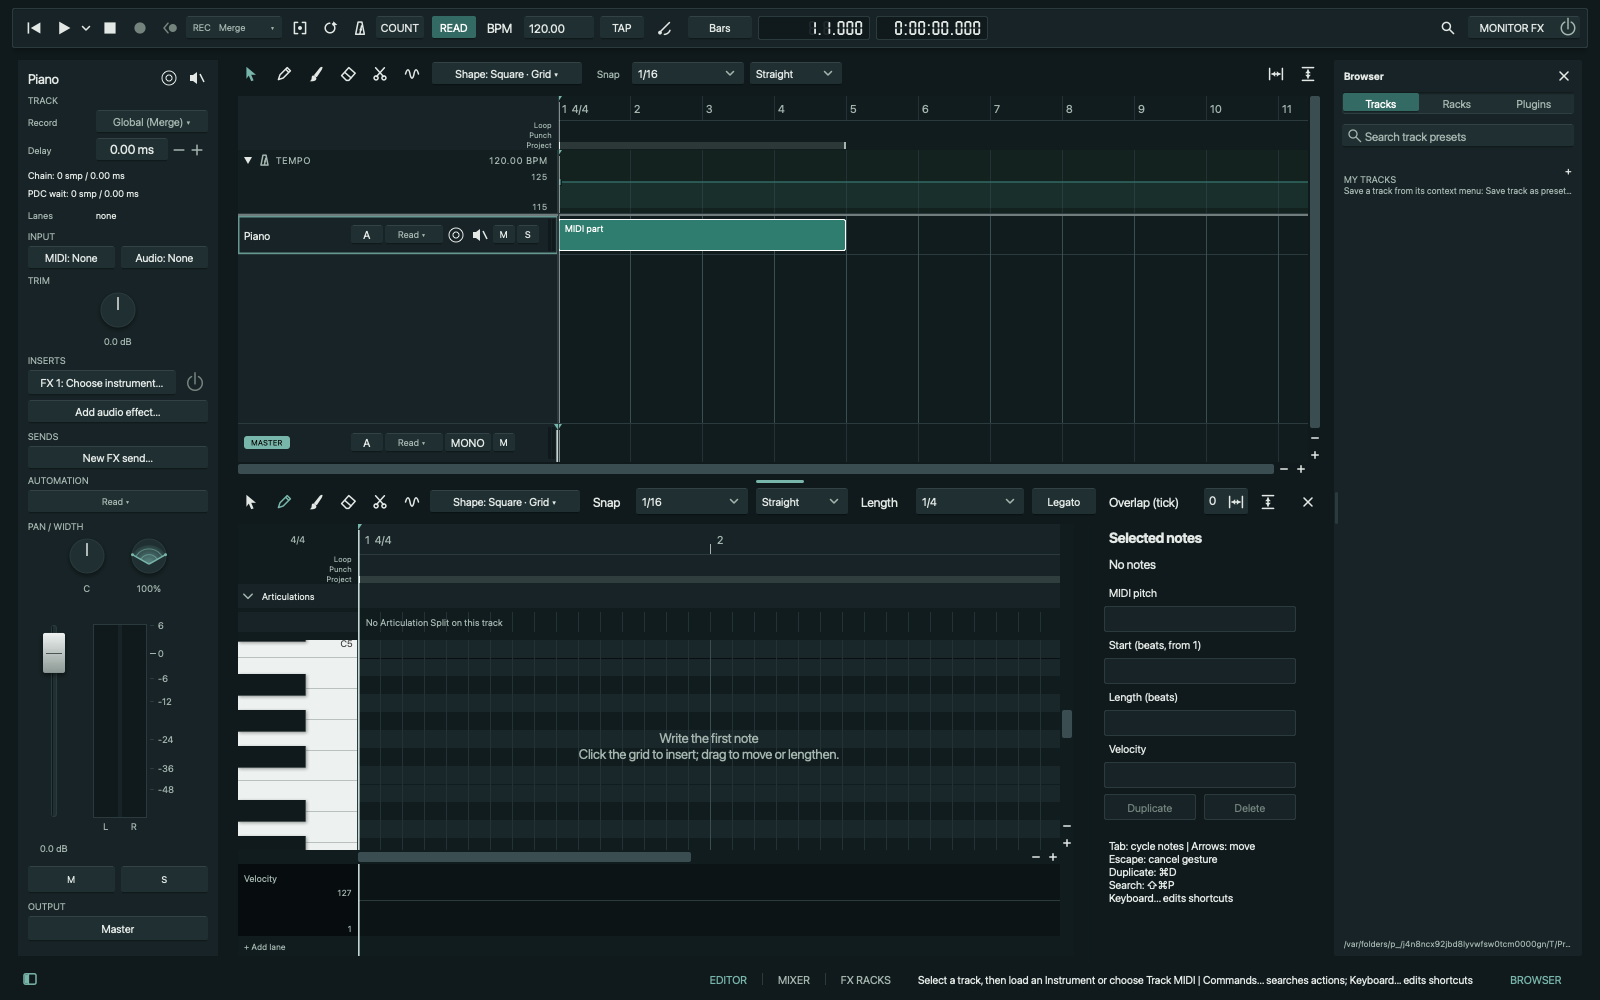 REC Merge
COUNT
READ
BPM
120.00
TAP
Bars
1.1.000
0:00:00.000
MONITOR FX
Piano
TRACK
Record
Global (Merge)
Delay
0.00 ms
Chain: 0 smp / 0.00 ms
PDC wait: 0 smp / 0.00 ms
Lanes
none
INPUT
MIDI: None
Audio: None
TRIM
0.0 dB
INSERTS
FX 1: Choose instrument...
Add audio effect...
SENDS
New FX send...
AUTOMATION
Read
PAN / WIDTH
C
100%
6
0
-6
-12
-24
-36
-48
L
R
0.0 dB
M
S
OUTPUT
Master
Shape: Square · Grid
Snap
1/16
Straight
1 4/4
2
3
4
5
6
7
8
9
10
11
Loop
Punch
Project
TEMPO
120.00 BPM
125
115
Piano
A
Read
M
S
MIDI part
MASTER
A
Read
MONO
M
Shape: Square · Grid
Snap
1/16
Straight
Length
1/4
Legato
Overlap (tick)
0
4/4
1 4/4
2
Loop
Punch
Project
Articulations
No Articulation Split on this track
C5
Write the first note
Click the grid to insert; drag to move or lengthen.
Velocity
127
1
+ Add lane
Selected notes
No notes
MIDI pitch
Start (beats, from 1)
Length (beats)
Velocity
Duplicate
Delete
Tab: cycle notes | Arrows: move
Escape: cancel gesture
Duplicate: ⌘D
Search: ⇧⌘P
Keyboard... edits shortcuts
Browser
Tracks
Racks
Plugins
Search track presets
MY TRACKS
+
Save a track from its context menu: Save track as preset...
/var/folders/p_/j4n8ncx92jbd8lyvwfsw0tcm0000gn/T/Pr...
EDITOR
MIXER
FX RACKS
Select a track, then load an Instrument or choose Track MIDI | Commands... searches actions; Keyboard... edits shortcuts
BROWSER